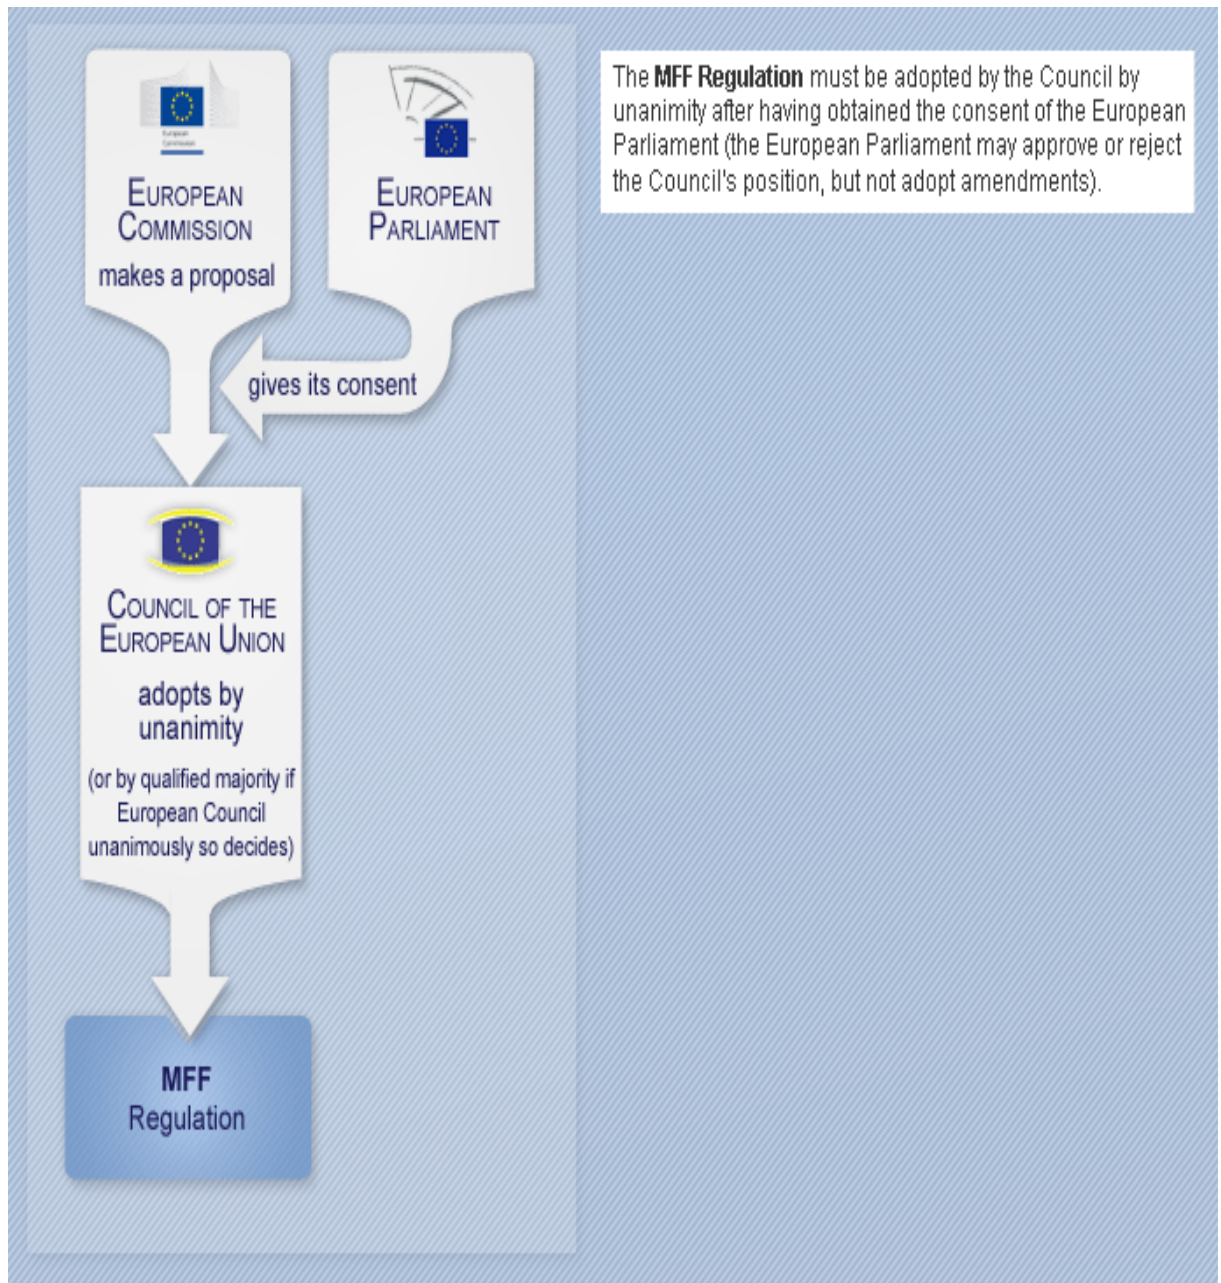 European
Commission
EUROPEAN
COMMISSION
makes a proposal
EUROPEAN
PARLIAMENT
gives its consent
The MFF Regulation must be adopted by the Council by
unanimity after having obtained the consent of the European
Parliament (the European Parliament may approve or reject
the Council's position, but not adopt amendments).
COUNCIL OF THE
EUROPEAN UNION
adopts by
unanimity
(or by qualified majority if
European Council
unanimously so decides)
MFF
Regulation